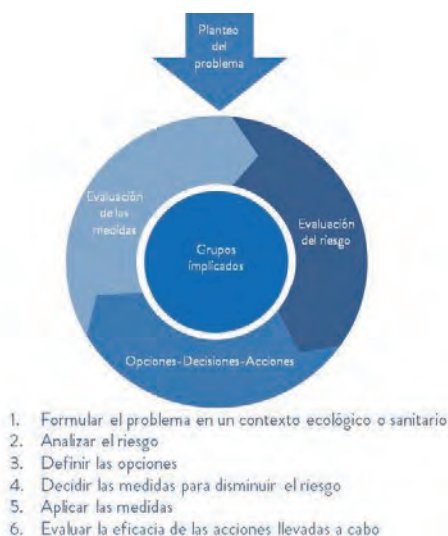 Planteo
del
problema
Evaluación
de las
medidas
Evaluación
del riesgo
Grupos
implicados
Opciones-Decisiones-Acciones
1. Formular el problema en un contexto ecológico o sanitario
2. Analizar el riesgo
3. Definir las opciones
4. Decidir las medidas para disminuir el riesgo
5. Aplicar las medidas
6. Evaluar la eficacia de las acciones llevadas a cabo